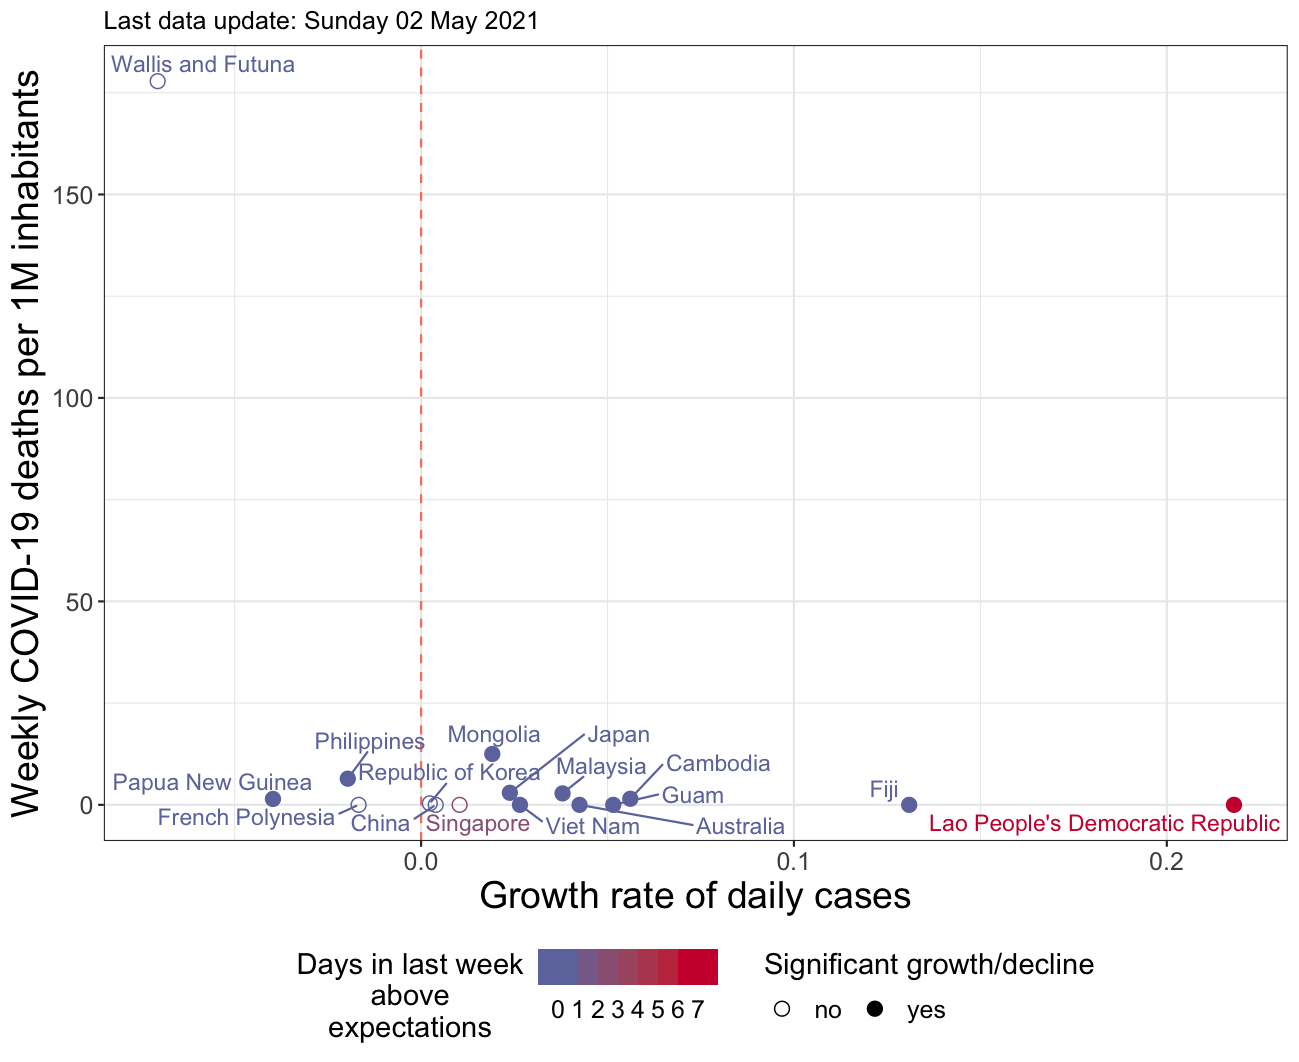 Last data update: Sunday 02 May 2021
Weekly COVID-19 deaths per 1M inhabitants
Wallis and Futuna
150
100
50
0
Philippines
Mongolia
Japan
Papua New Guinea
Republic of Korea
Malaysia
Cambodia
Fiji
Guam
French Polynesia
China
Singapore
Viet Nam
Australia
Lao People's Democratic Republic
0.0
0.1
0.2
Growth rate of daily cases
Days in last week
above
expectations
0 1 2 3 4 5 6 7
Significant growth/decline
no
yes